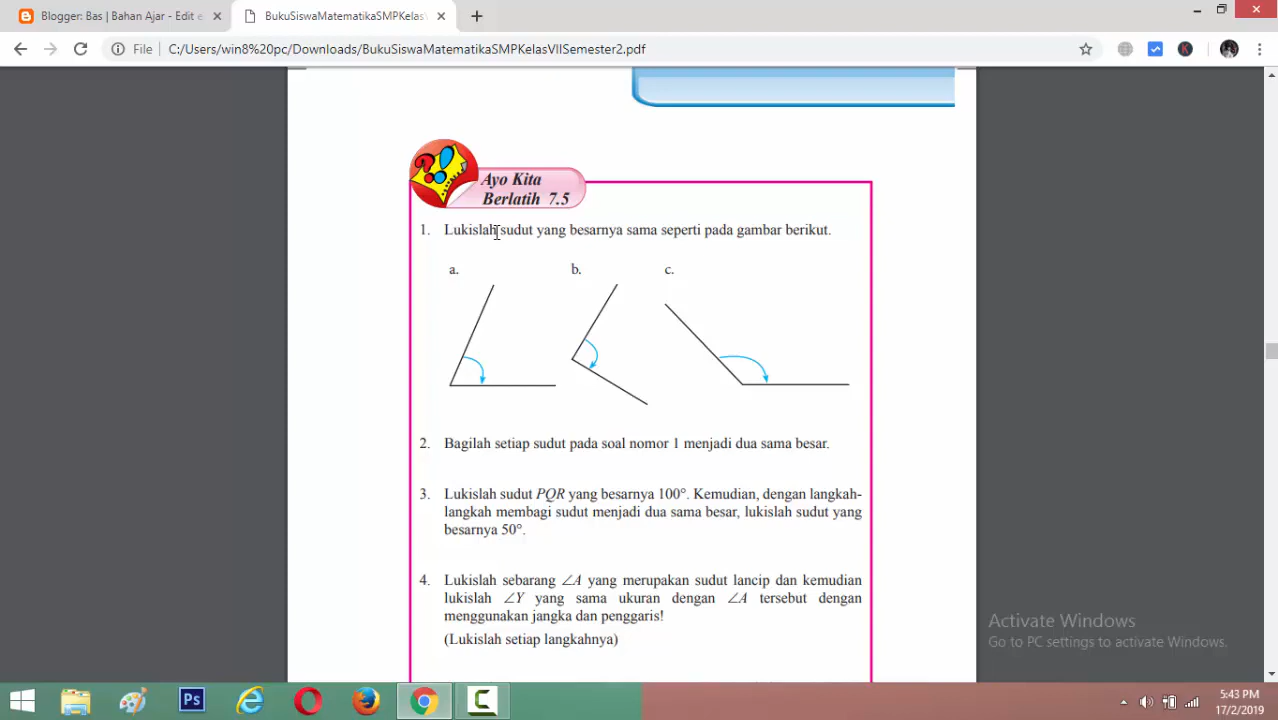 Blogger: Bas | Bahan Ajar - Edit e
BukuSiswaMatematikaSMPKelasV
File
C:/Users/win8%20pc/Downloads/BukuSiswaMatematikaSMPKelasVIISemester2.pdf
Ayo Kita
Berlatih 7.5
1. Lukislah sudut yang besarnya sama seperti pada gambar berikut.
a. b. c.
2. Bagilah setiap sudut pada soal nomor 1 menjadi dua sama besar.
3. Lukislah sudut PQR yang besarnya 100°. Kemudian, dengan langkah-
langkah membagi sudut menjadi dua sama besar, lukislah sudut yang
besarnya 50°.
4. Lukislah sebarang ∠A yang merupakan sudut lancip dan kemudian
lukislah ∠Y yang sama ukuran dengan ∠A tersebut dengan
menggunakan jangka dan penggaris!
(Lukislah setiap langkahnya)
Activate Windows
Go to PC settings to activate Windows.
Ps
5:43 PM
17/2/2019